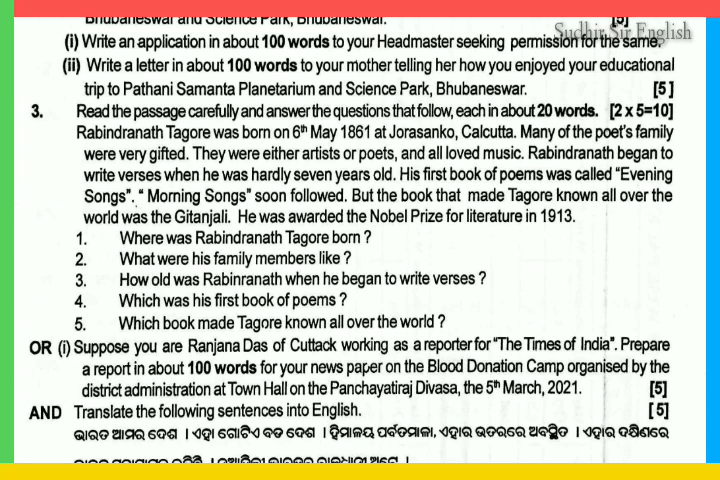 Bhubaneswar and Science Park, Bhubaneswar. [5]
Sudhir Sir English
(i) Write an application in about 100 words to your Headmaster seeking permission for the same.
(ii) Write a letter in about 100 words to your mother telling her how you enjoyed your educational
trip to Pathani Samanta Planetarium and Science Park, Bhubaneswar. [5]
3. Read the passage carefully and answer the questions that follow, each in about 20 words. [2 x 5=10]
Rabindranath Tagore was born on 6th May 1861 at Jorasanko, Calcutta. Many of the poet's family
were very gifted. They were either artists or poets, and all loved music. Rabindranath began to
write verses when he was hardly seven years old. His first book of poems was called "Evening
Songs". " Morning Songs" soon followed. But the book that made Tagore known all over the
world was the Gitanjali. He was awarded the Nobel Prize for literature in 1913.
1. Where was Rabindranath Tagore born ?
2. What were his family members like ?
3. How old was Rabinranath when he began to write verses ?
4. Which was his first book of poems ?
5. Which book made Tagore known all over the world ?
OR (i) Suppose you are Ranjana Das of Cuttack working as a reporter for "The Times of India". Prepare
a report in about 100 words for your news paper on the Blood Donation Camp organised by the
district administration at Town Hall on the Panchayatiraj Divasa, the 5th March, 2021. [5]
AND Translate the following sentences into English. [5]
ଭାରତ ଆମର ଦେଶ । ଏହା ଗୋଟିଏ ବଡ ଦେଶ । ହିମାଳୟ ପର୍ବତମାଳା, ଏହାର ଉତରରେ ଅବସ୍ଥିତ । ଏହାର ଦକ୍ଷିଣରେ